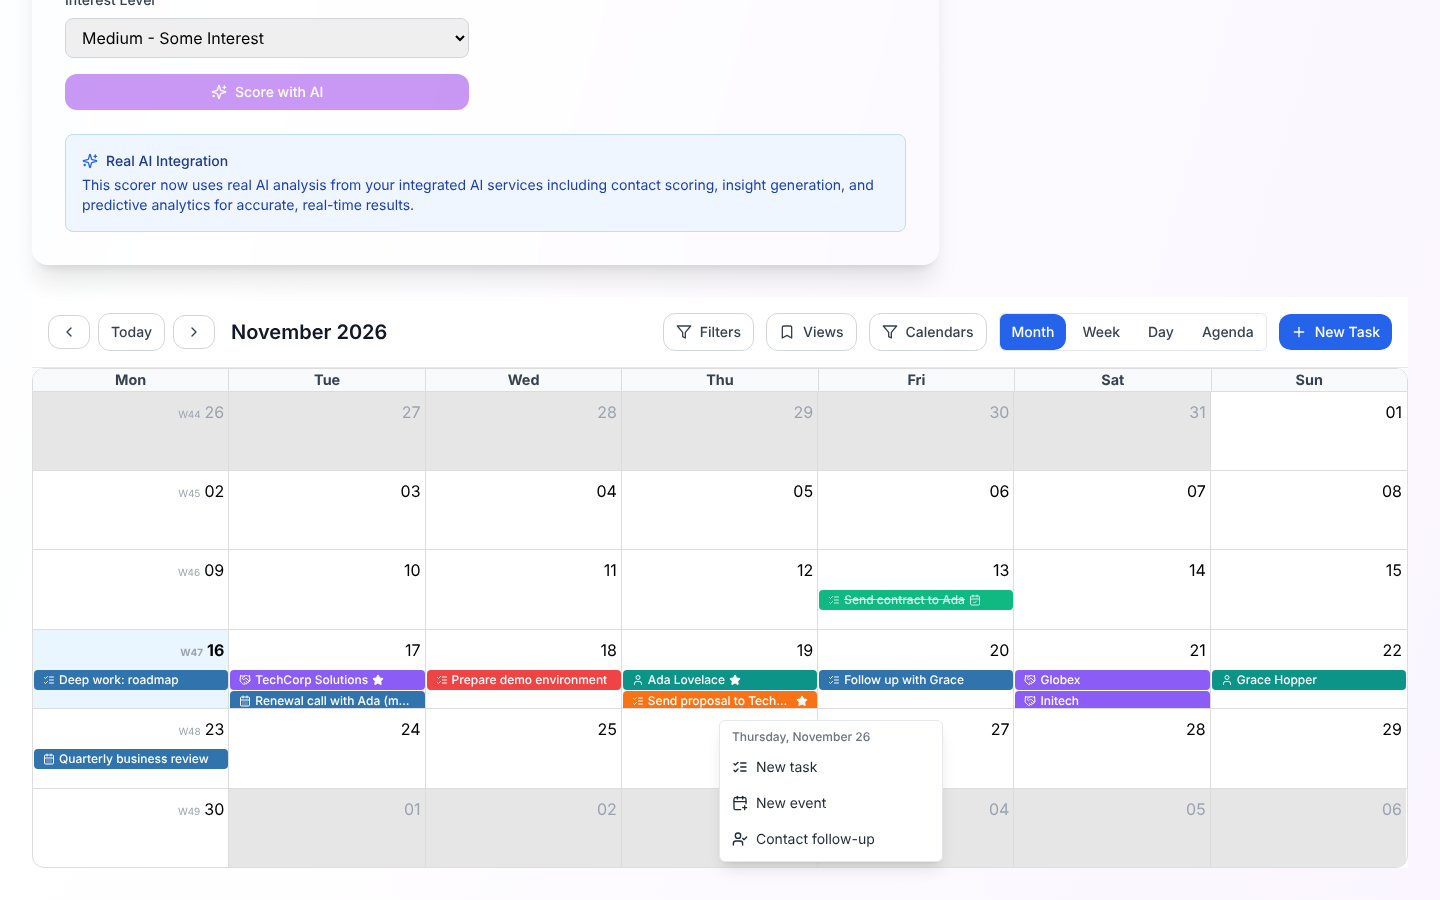 Interest Level
Medium - Some Interest
Score with AI
Real AI Integration
This scorer now uses real AI analysis from your integrated AI services including contact scoring, insight generation, and
predictive analytics for accurate, real-time results.
Today
November 2026
Filters
Views
Calendars
Month
Week
Day
Agenda
New Task
Mon Tue Wed Thu Fri Sat Sun
W44 26 27 28 29 30 31 01
W45 02 03 04 05 06 07 08
W46 09 10 11 12 13 14 15
Send contract to Ada
W47 16 17 18 19 20 21 22
Deep work: roadmap
TechCorp Solutions
Prepare demo environment
Ada Lovelace
Follow up with Grace
Globex
Grace Hopper
Renewal call with Ada (m...
Send proposal to Tech...
Initech
W48 23 24 25 27 28 29
Quarterly business review
Thursday, November 26
New task
New event
Contact follow-up
W49 30 01 02 04 05 06